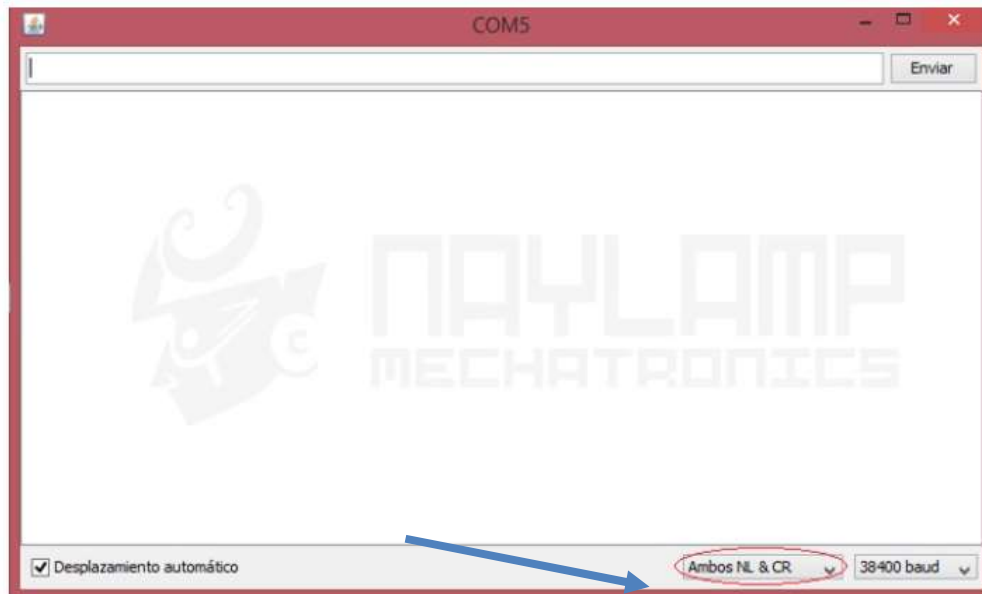 COM5
Enviar
NAYLAMP
MECHATRONICS
C
Desplazamiento automático
Ambos NL & CR
38400 baud